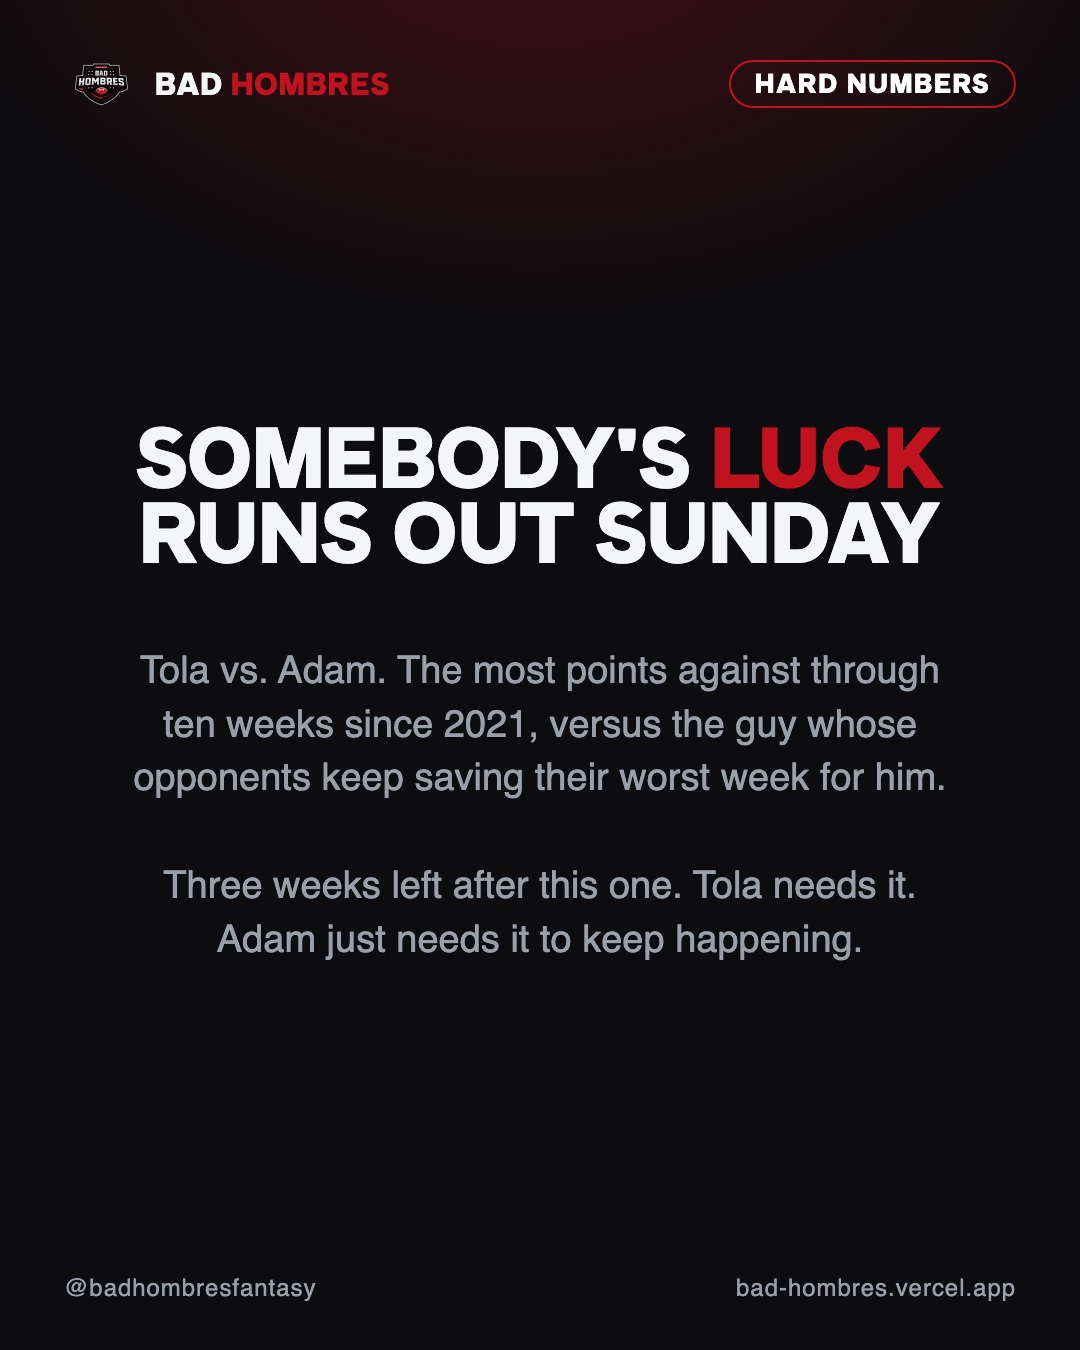 BAD
HOMBRES
BAD HOMBRES
HARD NUMBERS
SOMEBODY'S LUCK
RUNS OUT SUNDAY
Tola vs. Adam. The most points against through
ten weeks since 2021, versus the guy whose
opponents keep saving their worst week for him.
Three weeks left after this one. Tola needs it.
Adam just needs it to keep happening.
@badhombresfantasy
bad-hombres.vercel.app